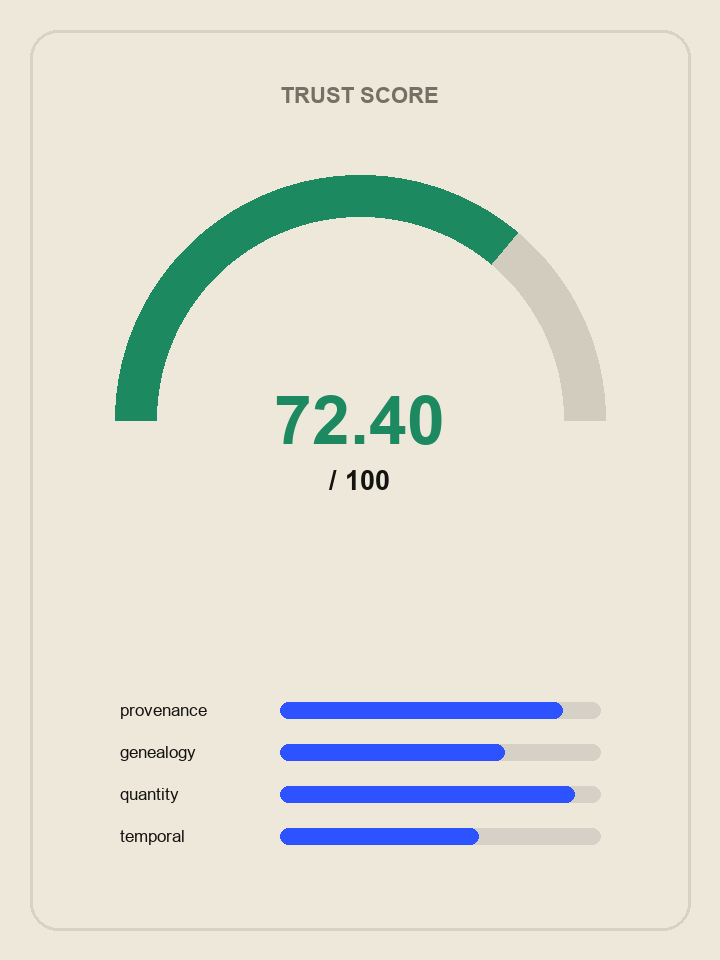 TRUST SCORE
72.40
/ 100
provenance
genealogy
quantity
temporal